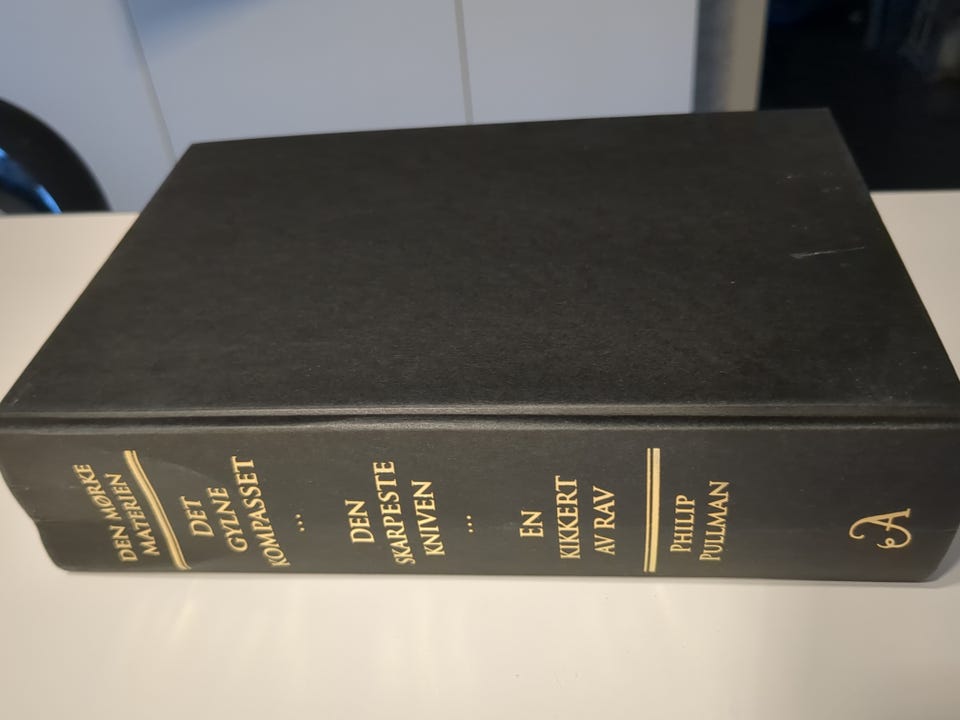 DEN MØRKE
MATERIEN
DET
GYLNE
KOMPASSET
...
DEN
SKARPESTE
KNIVEN
...
EN
KIKKERT
AV RAV
PHILIP
PULLMAN
A